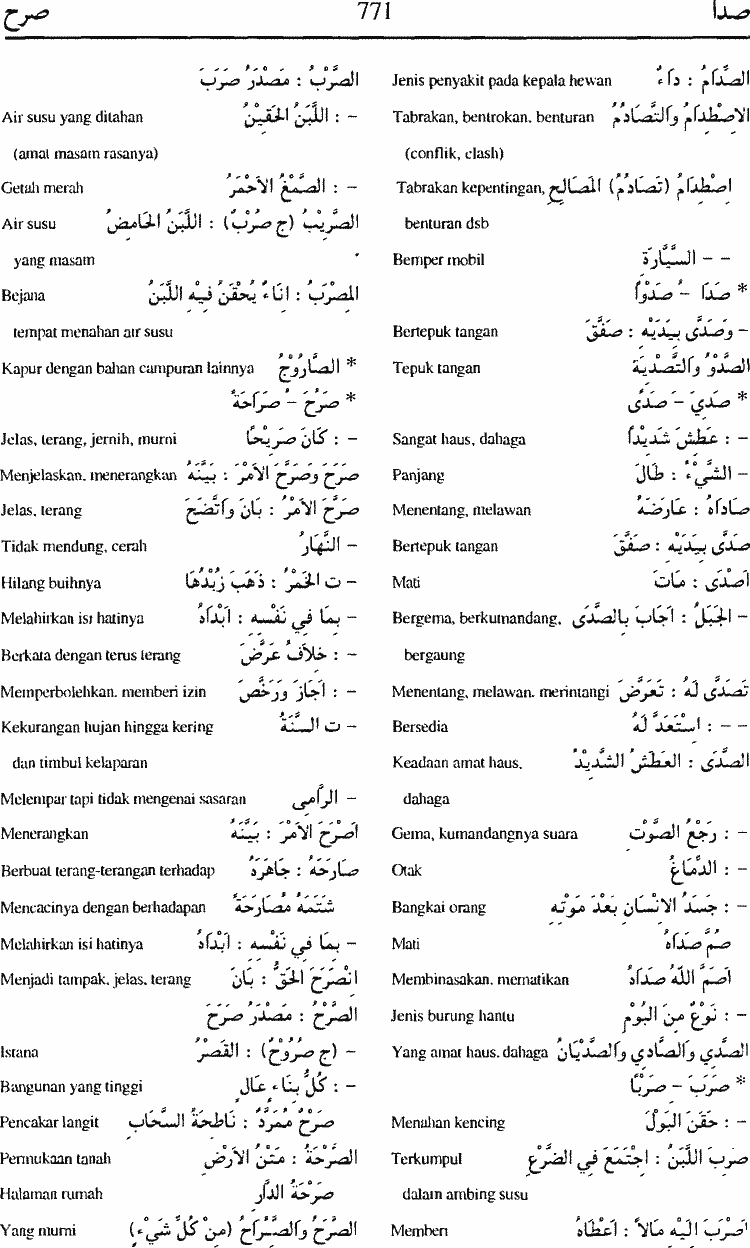 صدأ 771 صرح
الصُّدَامُ : دَاءٌ Jenis penyakit pada kepala hewan
الاِصْطِدَامُ وَالتَّصَادُمُ Tabrakan, bentrokan, benturan
(conflik, clash)
اصْطِدَامُ (تَصَادُمُ) المَصَالِحِ Tabrakan kepentingan,
benturan dsb
- - السَّيَّارَةِ Bemper mobil
* صَدَا - ُ صَدْوًا
- وَصَدَّى بِيَدَيْهِ : صَفَّقَ Bertepuk tangan
الصَّدْوُ وَالتَّصْدِيَةُ Tepuk tangan
* صَدِيَ - صَدًى
- : عَطِشَ شَدِيْدًا Sangat haus, dahaga
- الشَّيْءُ : طَالَ Panjang
صَادَاهُ : عَارَضَهُ Menentang, melawan
صَدَّى بِيَدَيْهِ : صَفَّقَ Bertepuk tangan
اَصْدَى : مَاتَ Mati
- الجَبَلُ : اَجَابَ بِالصَّدَى Bergema, berkumandang,
bergaung
تَصَدَّى لَهُ : تَعَرَّضَ Menentang, melawan, merintangi
- - : اسْتَعَدَّ لَهُ Bersedia
الصَّدَى : العَطَشُ الشَّدِيْدُ Keadaan amat haus,
dahaga
- : رَجْعُ الصَّوْتِ Gema, kumandangnya suara
- : الدِّمَاغُ Otak
- : جَسَدُ الاِنْسَانِ بَعْدَ مَوْتِهِ Bangkai orang
صُمَّ صَدَاهُ Mati
اَصَمَّ اللّٰهُ صَدَاهُ Membinasakan, mematikan
- : نَوْعٌ مِنَ البُوْمِ Jenis burung hantu
الصَّدِي وَالصَّادِي وَالصَّدْيَانُ Yang amat haus, dahaga
* صَرَبَ - صَرْبًا
- : حَقَنَ البَوْلَ Menahan kencing
صَرِبَ اللَّبَنُ : اجْتَمَعَ فِي الضَّرْعِ Terkumpul
dalam ambing susu
اَصْرَبَ اِلَيْهِ مَالاً : اَعْطَاهُ Memberi
الصَّرْبُ : مَصْدَرُ صَرَبَ
- : اللَّبَنُ الحَقِيْنُ Air susu yang ditahan
(amat masam rasanya)
- : الصَّمْغُ الاَحْمَرُ Getah merah
الصَّرِيْبُ (ج صُرْبٌ) : اللَّبَنُ الحَامِضُ Air susu
yang masam
المِصْرَبُ : اِنَاءٌ يُحْقَنُ فِيْهِ اللَّبَنُ Bejana
tempat menahan air susu
* الصَّارُوْجُ Kapur dengan bahan campuran lainnya
* صَرُحَ - ُ صَرَاحَةً
- : كَانَ صَرِيْحًا Jelas, terang, jernih, murni
صَرَحَ وَصَرَّحَ الاَمْرَ : بَيَّنَهُ Menjelaskan, menerangkan
صَرَّحَ الاَمْرُ : بَانَ وَاتَّضَحَ Jelas, terang
- النَّهَارُ Tidak mendung, cerah
- ت الخَمْرُ : ذَهَبَ زُبْدُهَا Hilang buihnya
- بِمَا فِي نَفْسِهِ : اَبْدَاهُ Melahirkan isi hatinya
- : خِلاَفُ عَرَّضَ Berkata dengan terus terang
- : اَجَازَ وَرَخَّصَ Memperbolehkan, memberi izin
- ت السَّنَةُ Kekurangan hujan hingga kering
dan timbul kelaparan
- الرَّامِى Melempar tapi tidak mengenai sasaran
اَصْرَحَ الاَمْرَ : بَيَّنَهُ Menerangkan
صَارَحَهُ : جَاهَرَهُ Berbuat terang-terangan terhadap
شَتَمَهُ مُصَارَحَةً Mencacinya dengan berhadapan
- بِمَا فِي نَفْسِهِ : اَبْدَاهُ Melahirkan isi hatinya
انْصَرَحَ الحَقُّ : بَانَ Menjadi tampak, jelas, terang
الصَّرْحُ : مَصْدَرُ صَرَحَ
- (ج صُرُوْحٌ) : القَصْرُ Istana
- : كُلُّ بِنَاءٍ عَالٍ Bangunan yang tinggi
صَرْحٌ مُمَرَّدٌ : نَاطِحَةُ السَّحَابِ Pencakar langit
الصَّرْحَةُ : مَتْنُ الاَرْضِ Permukaan tanah
صَرْحَةُ الدَّارِ Halaman rumah
الصَّرَحُ وَالصُّرَاحُ (مِنْ كُلِّ شَيْءٍ) Yang murni